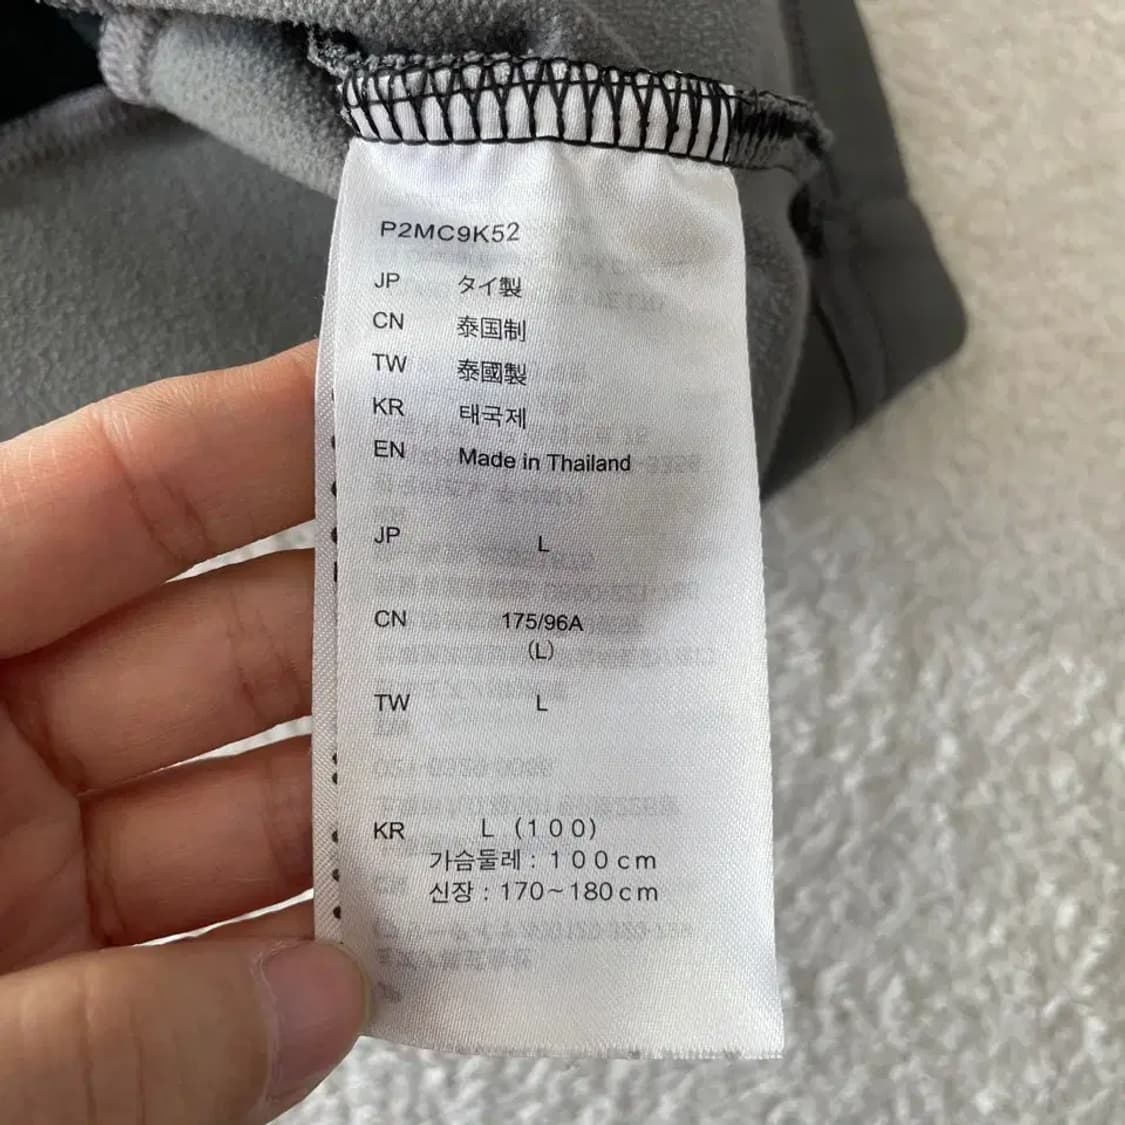 P2MC9K52
JP タイ製
CN 泰国制
TW 泰國製
KR 태국제
EN Made in Thailand
JP L
CN 175/96A
(L)
TW L
KR L (100)
가슴둘레 : 100cm
신장 : 170~180cm